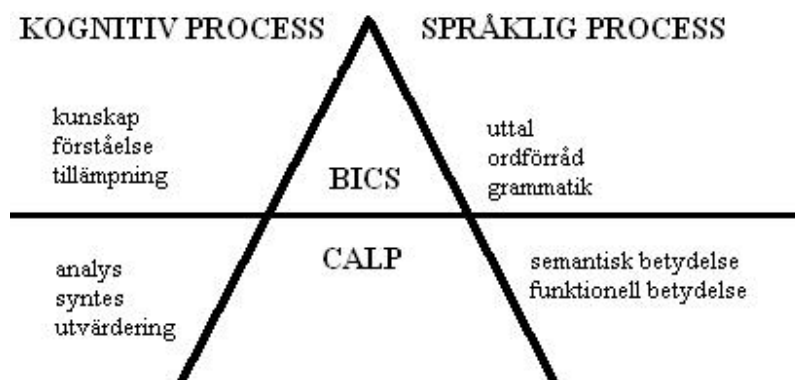 KOGNITIV PROCESS
SPRÅKLIG PROCESS
kunskap
förståelse
tillämpning
BICS
uttal
ordförråd
grammatik
CALP
analys
syntes
utvärdering
semantisk betydelse
funktionell betydelse